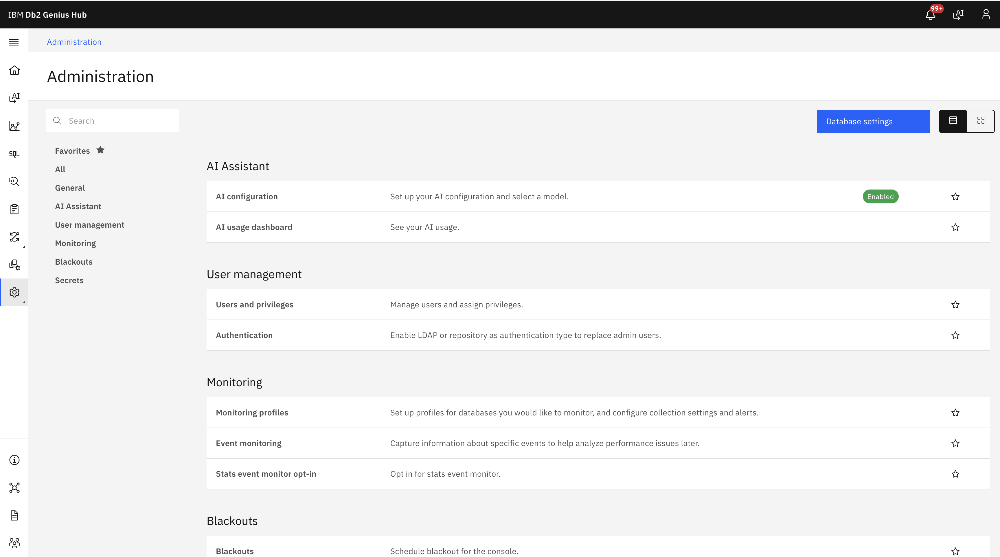 IBM Db2 Genius Hub
99+
AI
Administration
Administration
AI
SQL
Search
Database settings
Favorites
All
General
AI Assistant
User management
Monitoring
Blackouts
Secrets
AI Assistant
AI configuration Set up your AI configuration and select a model. Enabled
AI usage dashboard See your AI usage.
User management
Users and privileges Manage users and assign privileges.
Authentication Enable LDAP or repository as authentication type to replace admin users.
Monitoring
Monitoring profiles Set up profiles for databases you would like to monitor, and configure collection settings and alerts.
Event monitoring Capture information about specific events to help analyze performance issues later.
Stats event monitor opt-in Opt in for stats event monitor.
Blackouts
Blackouts Schedule blackout for the console.